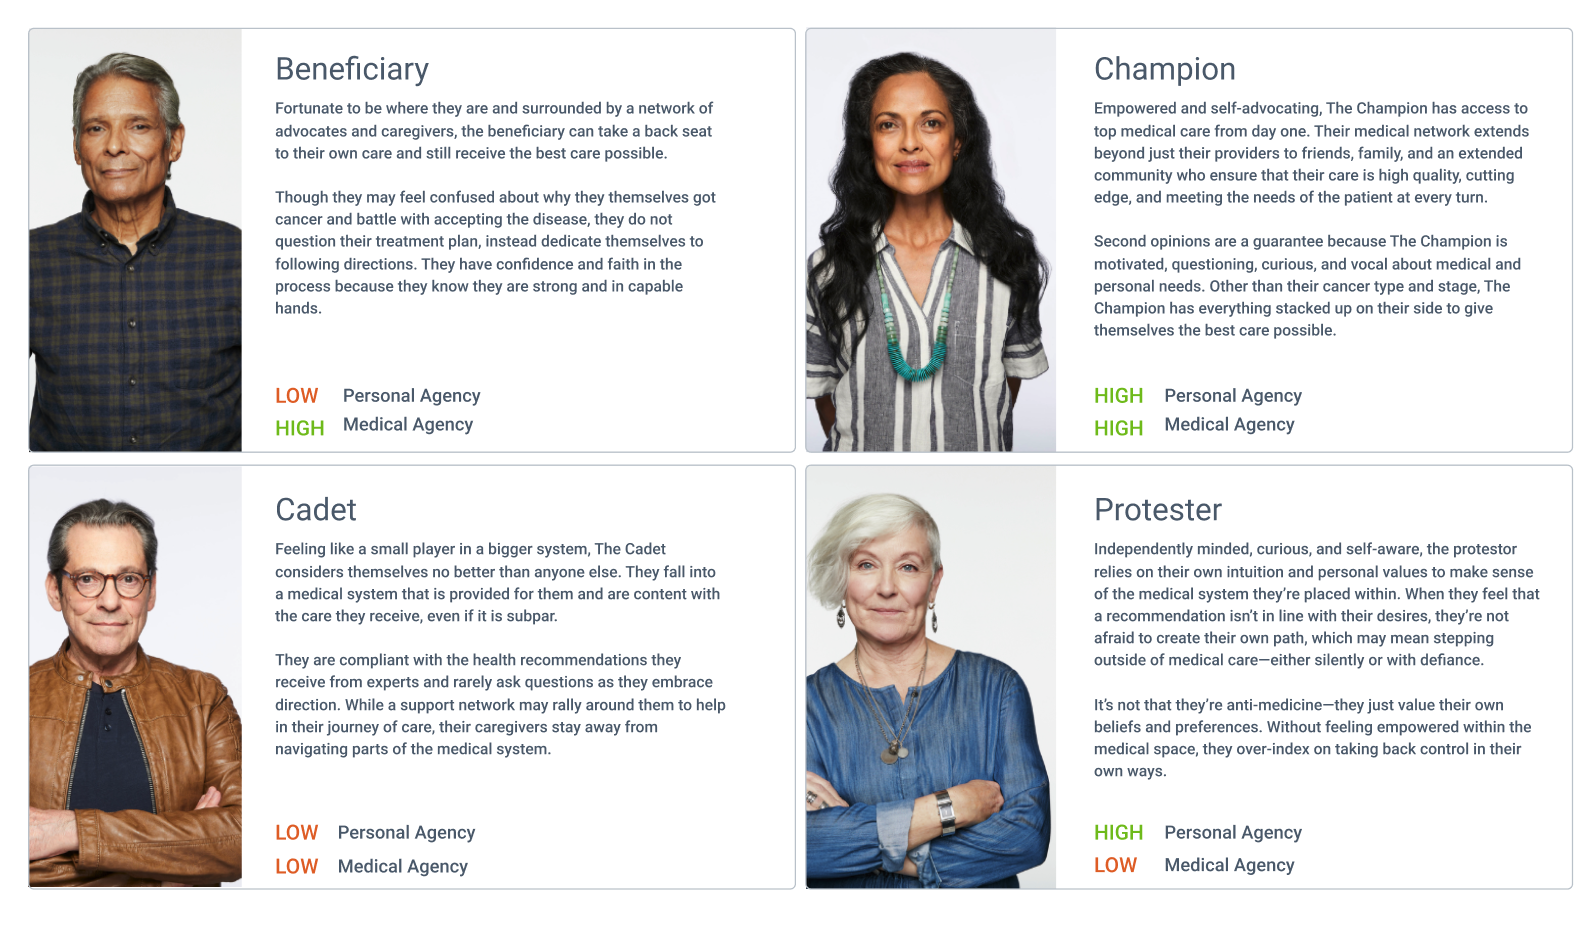 Beneficiary
Fortunate to be where they are and surrounded by a network of
advocates and caregivers, the beneficiary can take a back seat
to their own care and still receive the best care possible.
Though they may feel confused about why they themselves got
cancer and battle with accepting the disease, they do not
question their treatment plan, instead dedicate themselves to
following directions. They have confidence and faith in the
process because they know they are strong and in capable
hands.
LOW Personal Agency
HIGH Medical Agency
Champion
Empowered and self-advocating, The Champion has access to
top medical care from day one. Their medical network extends
beyond just their providers to friends, family, and an extended
community who ensure that their care is high quality, cutting
edge, and meeting the needs of the patient at every turn.
Second opinions are a guarantee because The Champion is
motivated, questioning, curious, and vocal about medical and
personal needs. Other than their cancer type and stage, The
Champion has everything stacked up on their side to give
themselves the best care possible.
HIGH Personal Agency
HIGH Medical Agency
Cadet
Feeling like a small player in a bigger system, The Cadet
considers themselves no better than anyone else. They fall into
a medical system that is provided for them and are content with
the care they receive, even if it is subpar.
They are compliant with the health recommendations they
receive from experts and rarely ask questions as they embrace
direction. While a support network may rally around them to help
in their journey of care, their caregivers stay away from
navigating parts of the medical system.
LOW Personal Agency
LOW Medical Agency
Protester
Independently minded, curious, and self-aware, the protestor
relies on their own intuition and personal values to make sense
of the medical system they’re placed within. When they feel that
a recommendation isn’t in line with their desires, they’re not
afraid to create their own path, which may mean stepping
outside of medical care—either silently or with defiance.
It’s not that they’re anti-medicine—they just value their own
beliefs and preferences. Without feeling empowered within the
medical space, they over-index on taking back control in their
own ways.
HIGH Personal Agency
LOW Medical Agency